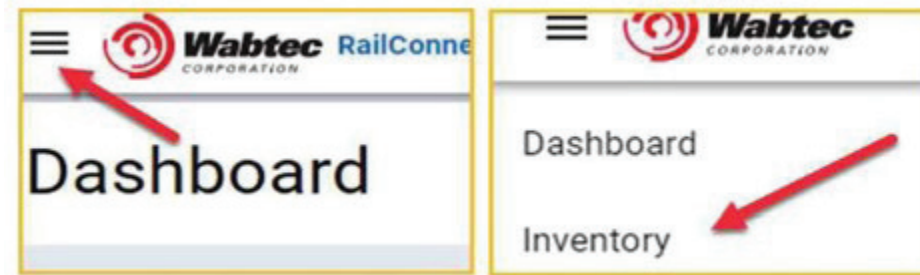 Wabtec RailConne
CORPORATION
Dashboard
Wabtec
CORPORATION
Dashboard
Inventory